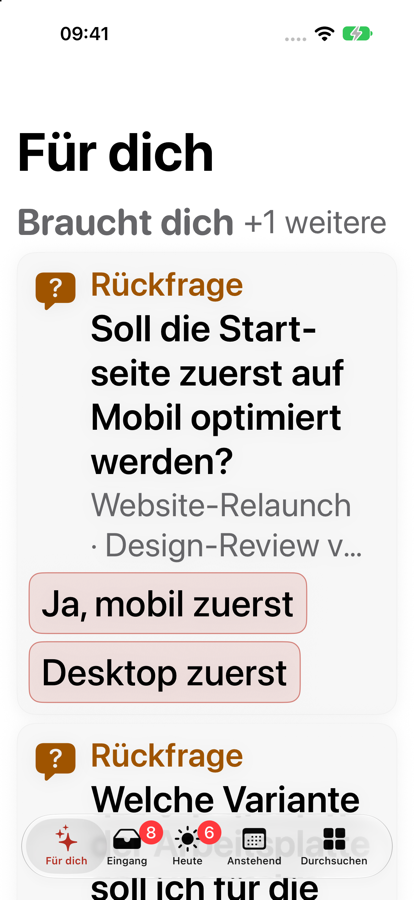 09:41
Für dich
Braucht dich +1 weitere
Rückfrage
Soll die Start-
seite zuerst auf
Mobil optimiert
werden?
Website-Relaunch
· Design-Review v…
Ja, mobil zuerst
Desktop zuerst
Rückfrage
Welche Variante
der Arbeitsplatte
soll ich für die
8
6
Für dich
Eingang
Heute
Anstehend
Durchsuchen